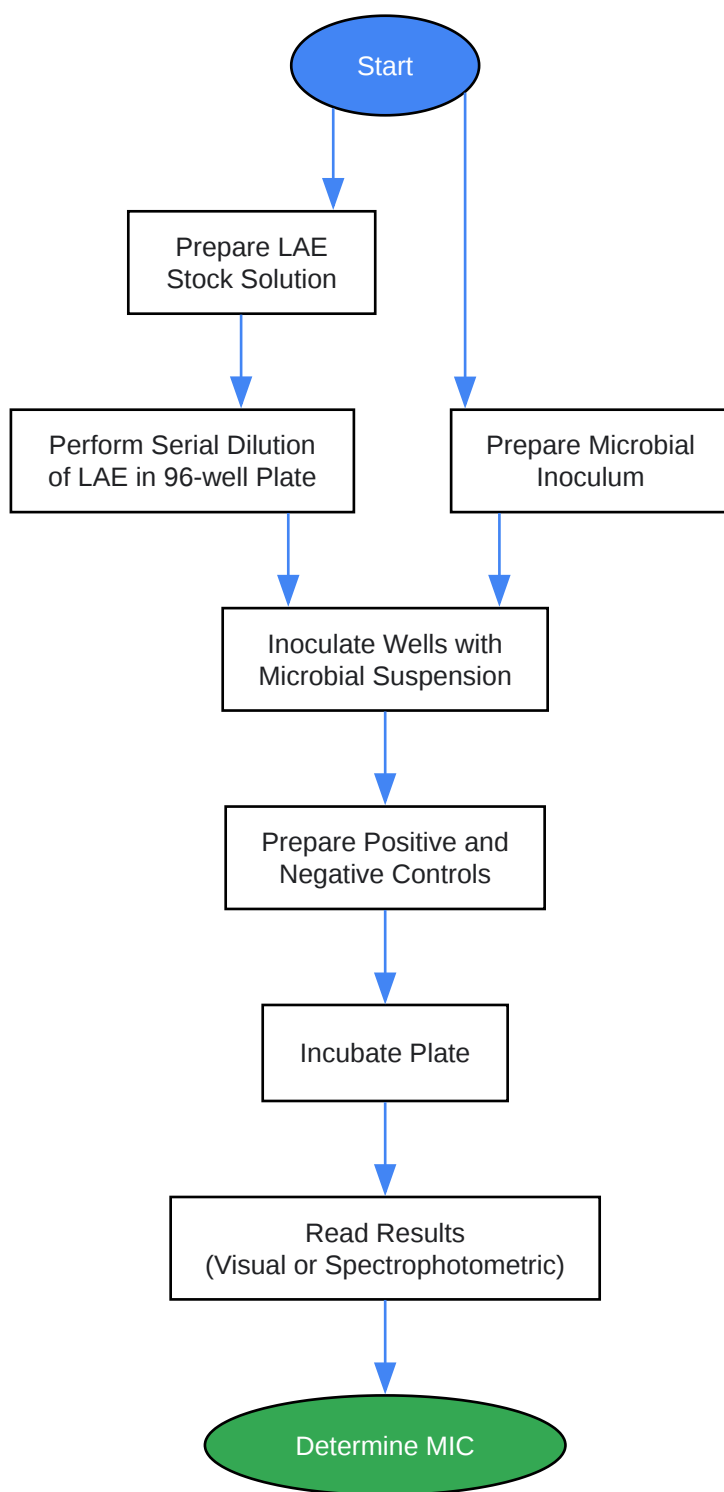 Start
Prepare LAE
Stock Solution
Perform Serial Dilution
of LAE in 96-well Plate
Prepare Microbial
Inoculum
Inoculate Wells with
Microbial Suspension
Prepare Positive and
Negative Controls
Incubate Plate
Read Results
(Visual or Spectrophotometric)
Determine MIC